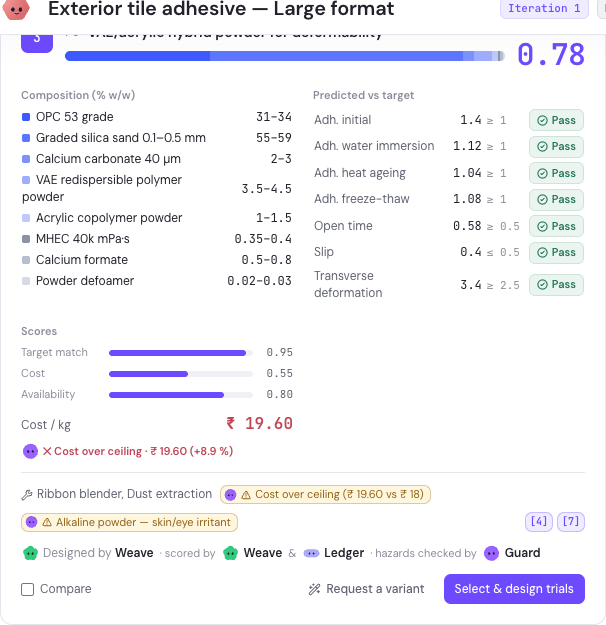 Exterior tile adhesive — Large format
Iteration 1
3
VAE/acrylic hybrid powder for deformability
0.78
Composition (% w/w)
OPC 53 grade 31–34
Graded silica sand 0.1–0.5 mm 55–59
Calcium carbonate 40 µm 2–3
VAE redispersible polymer
powder 3.5–4.5
Acrylic copolymer powder 1–1.5
MHEC 40k mPa·s 0.35–0.4
Calcium formate 0.5–0.8
Powder defoamer 0.02–0.03
Predicted vs target
Adh. initial 1.4 ≥ 1 Pass
Adh. water immersion 1.12 ≥ 1 Pass
Adh. heat ageing 1.04 ≥ 1 Pass
Adh. freeze-thaw 1.08 ≥ 1 Pass
Open time 0.58 ≥ 0.5 Pass
Slip 0.4 ≤ 0.5 Pass
Transverse
deformation 3.4 ≥ 2.5 Pass
Scores
Target match 0.95
Cost 0.55
Availability 0.80
Cost / kg ₹ 19.60
Cost over ceiling · ₹ 19.60 (+8.9 %)
Ribbon blender, Dust extraction Cost over ceiling (₹ 19.60 vs ₹ 18)
Alkaline powder — skin/eye irritant [4] [7]
Designed by Weave · scored by Weave & Ledger · hazards checked by Guard
Compare Request a variant Select & design trials